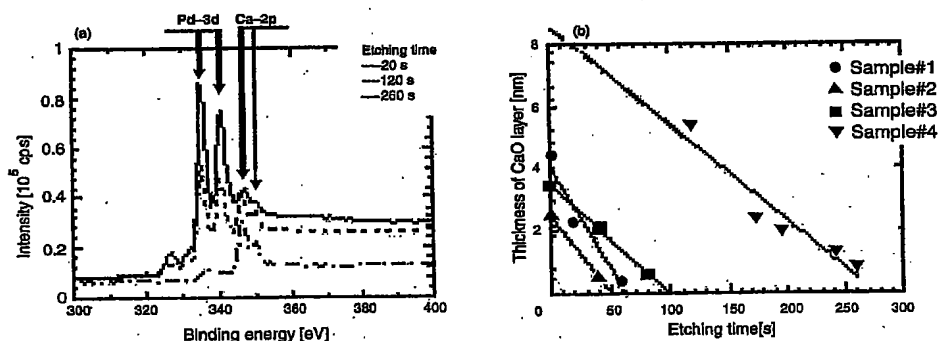 (a)
Pd–3d Ca–2p
Etching time
20 s
120 s
260 s
1
0.8
0.6
0.4
0.2
0
300 320 340 360 380 400
Intensity [10⁵ cps]
Binding energy [eV]
(b)
Sample#1
Sample#2
Sample#3
Sample#4
8
6
4
2
0 50 100 150 200 250 300
Thickness of CaO layer [nm]
Etching time[s]